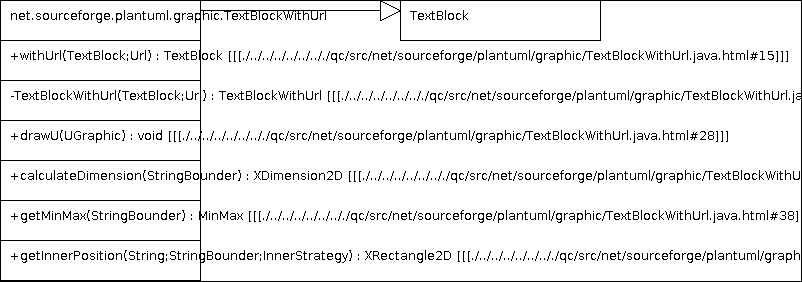 net.sourceforge.plantuml.graphic.TextBlockWithUrl
TextBlock
+withUrl(TextBlock;Url) : TextBlock [[[./../../../../../../../qc/src/net/sourceforge/plantuml/graphic/TextBlockWithUrl.java.html#15]]]
-TextBlockWithUrl(TextBlock;Url) : TextBlockWithUrl [[[./../../../../../../../qc/src/net/sourceforge/plantuml/graphic/TextBlockWithUrl.ja
+drawU(UGraphic) : void [[[./../../../../../../../qc/src/net/sourceforge/plantuml/graphic/TextBlockWithUrl.java.html#28]]]
+calculateDimension(StringBounder) : XDimension2D [[[./../../../../../../../qc/src/net/sourceforge/plantuml/graphic/TextBlockWithU
+getMinMax(StringBounder) : MinMax [[[./../../../../../../../qc/src/net/sourceforge/plantuml/graphic/TextBlockWithUrl.java.html#38]
+getInnerPosition(String;StringBounder;InnerStrategy) : XRectangle2D [[[./../../../../../../../qc/src/net/sourceforge/plantuml/graph